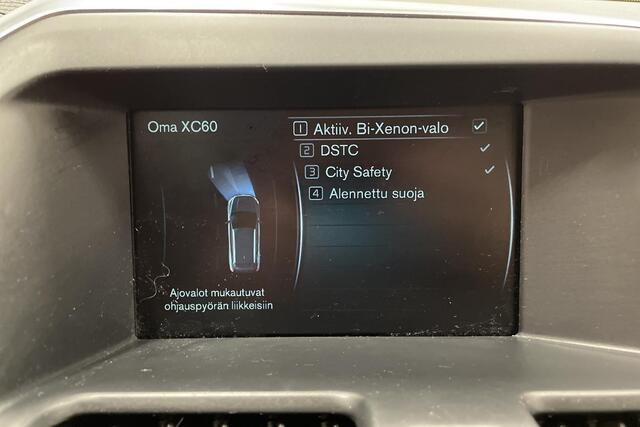 Oma XC60
1 Aktiiv. Bi-Xenon-valo
2 DSTC
3 City Safety
4 Alennettu suoja
Ajovalot mukautuvat
ohjauspyörän liikkeisiin